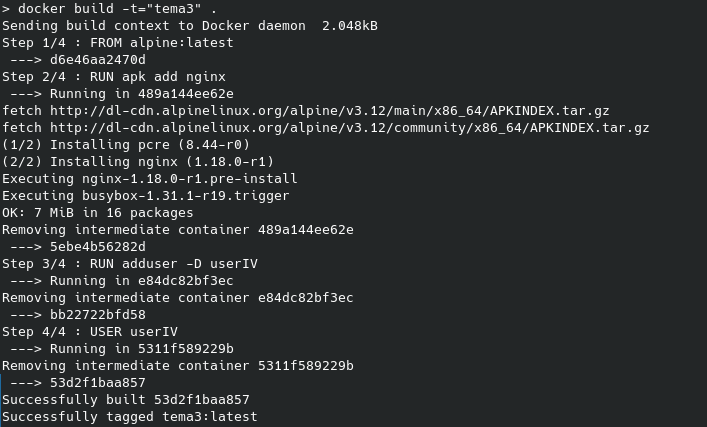 > docker build -t="tema3" .
Sending build context to Docker daemon  2.048kB
Step 1/4 : FROM alpine:latest
 ---> d6e46aa2470d
Step 2/4 : RUN apk add nginx
 ---> Running in 489a144ee62e
fetch http://dl-cdn.alpinelinux.org/alpine/v3.12/main/x86_64/APKINDEX.tar.gz
fetch http://dl-cdn.alpinelinux.org/alpine/v3.12/community/x86_64/APKINDEX.tar.gz
(1/2) Installing pcre (8.44-r0)
(2/2) Installing nginx (1.18.0-r1)
Executing nginx-1.18.0-r1.pre-install
Executing busybox-1.31.1-r19.trigger
OK: 7 MiB in 16 packages
Removing intermediate container 489a144ee62e
 ---> 5ebe4b56282d
Step 3/4 : RUN adduser -D userIV
 ---> Running in e84dc82bf3ec
Removing intermediate container e84dc82bf3ec
 ---> bb22722bfd58
Step 4/4 : USER userIV
 ---> Running in 5311f589229b
Removing intermediate container 5311f589229b
 ---> 53d2f1baa857
Successfully built 53d2f1baa857
Successfully tagged tema3:latest